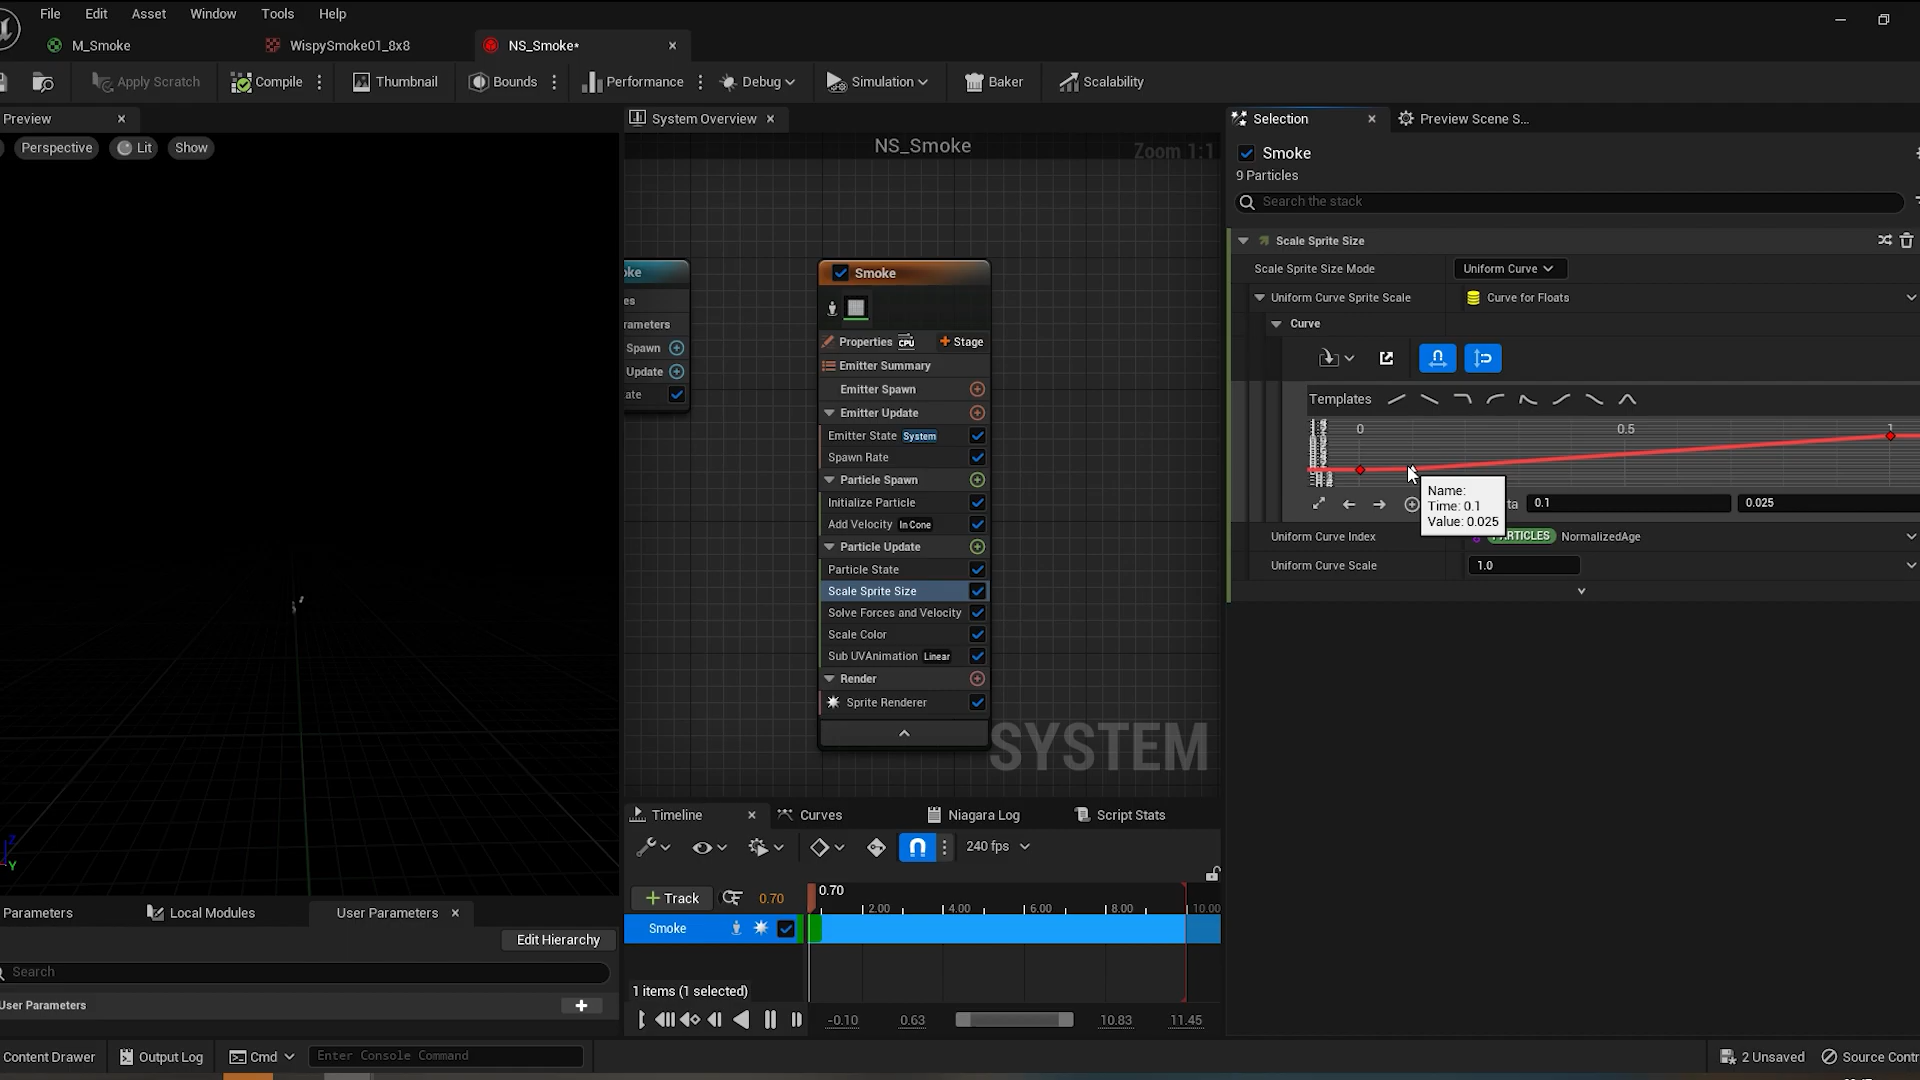 File Edit Asset Window Tools Help
M_Smoke WispySmoke01_8x8 NS_Smoke*
Apply Scratch Compile Thumbnail Bounds Performance Debug Simulation Baker Scalability
Preview System Overview Selection Preview Scene S...
Perspective Lit Show
NS_Smoke
Zoom 1:1
Smoke
9 Particles
Search the stack
Scale Sprite Size
Scale Sprite Size Mode Uniform Curve
Uniform Curve Sprite Scale Curve for Floats
Curve
Templates
0 0.5 1
Name:
Time: 0.1
Value: 0.025
ta 0.1 0.025
Uniform Curve Index PARTICLES NormalizedAge
Uniform Curve Scale 1.0
oke
es
rameters
Spawn
Update
ate
Smoke
Properties CPU Stage
Emitter Summary
Emitter Spawn
Emitter Update
Emitter State System
Spawn Rate
Particle Spawn
Initialize Particle
Add Velocity In Cone
Particle Update
Particle State
Scale Sprite Size
Solve Forces and Velocity
Scale Color
Sub UVAnimation Linear
Render
Sprite Renderer
SYSTEM
Timeline Curves Niagara Log Script Stats
240 fps
+ Track 0.70 0.70
2.00 4.00 6.00 8.00 10.00
Smoke
1 items (1 selected)
-0.10 0.63 10.83 11.45
Z
Y
Parameters Local Modules User Parameters
Edit Hierarchy
Search
User Parameters
Content Drawer Output Log Cmd Enter Console Command 2 Unsaved Source Contr